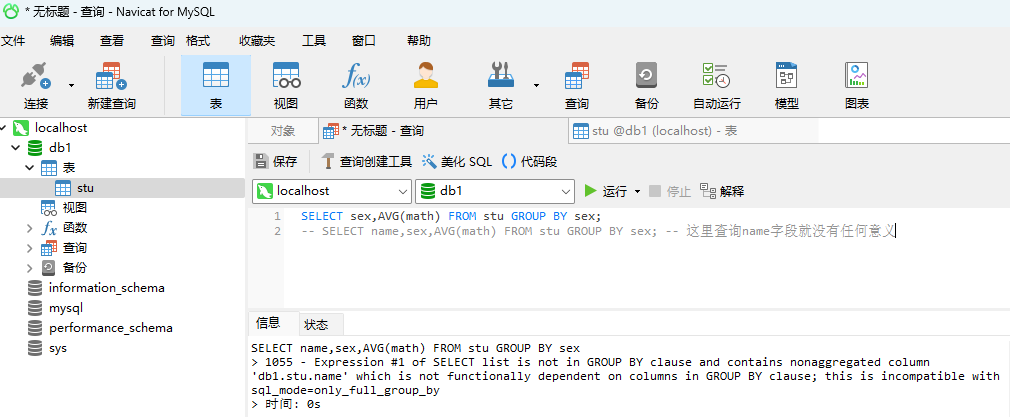 * 无标题 - 查询 - Navicat for MySQL
文件 编辑 查看 查询 格式 收藏夹 工具 窗口 帮助
连接 新建查询 表 视图 f(x) 函数 用户 其它 查询 备份 自动运行 模型 图表
localhost
db1
表
stu
视图
fx 函数
查询
备份
information_schema
mysql
performance_schema
sys
对象 * 无标题 - 查询 stu @db1 (localhost) - 表
保存 查询创建工具 美化 SQL () 代码段
localhost db1 运行 停止 解释
1 SELECT sex,AVG(math) FROM stu GROUP BY sex;
2 -- SELECT name,sex,AVG(math) FROM stu GROUP BY sex; -- 这里查询name字段就没有任何意义
信息 状态
SELECT name,sex,AVG(math) FROM stu GROUP BY sex
> 1055 - Expression #1 of SELECT list is not in GROUP BY clause and contains nonaggregated column
'db1.stu.name' which is not functionally dependent on columns in GROUP BY clause; this is incompatible with
sql_mode=only_full_group_by
> 时间: 0s